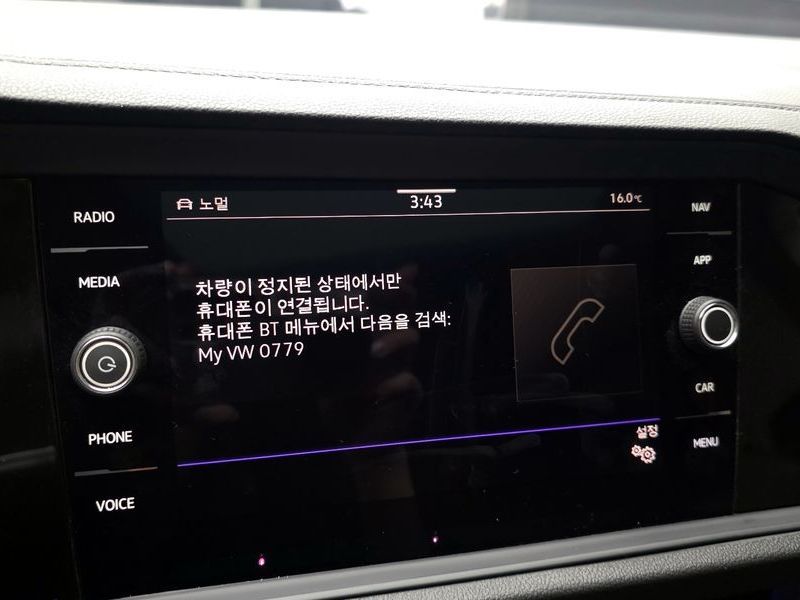 RADIO
MEDIA
PHONE
VOICE
노멀
3:43
16.0℃
차량이 정지된 상태에서만
휴대폰이 연결됩니다.
휴대폰 BT 메뉴에서 다음을 검색:
My VW 0779
설정
NAV
APP
CAR
MENU